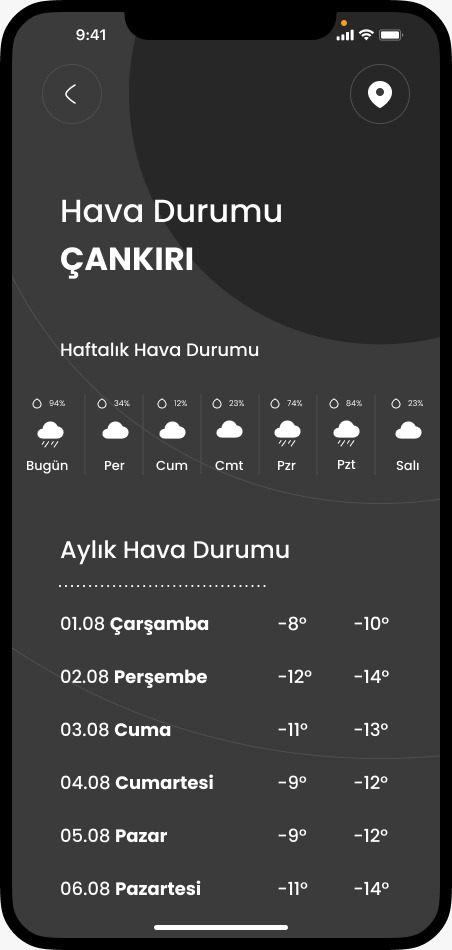 9:41
Hava Durumu
ÇANKIRI
Haftalık Hava Durumu
94% 34% 12% 23% 74% 84% 23%
Bugün Per Cum Cmt Pzr Pzt Salı
Aylık Hava Durumu
01.08 Çarşamba -8° -10°
02.08 Perşembe -12° -14°
03.08 Cuma -11° -13°
04.08 Cumartesi -9° -12°
05.08 Pazar -9° -12°
06.08 Pazartesi -11° -14°